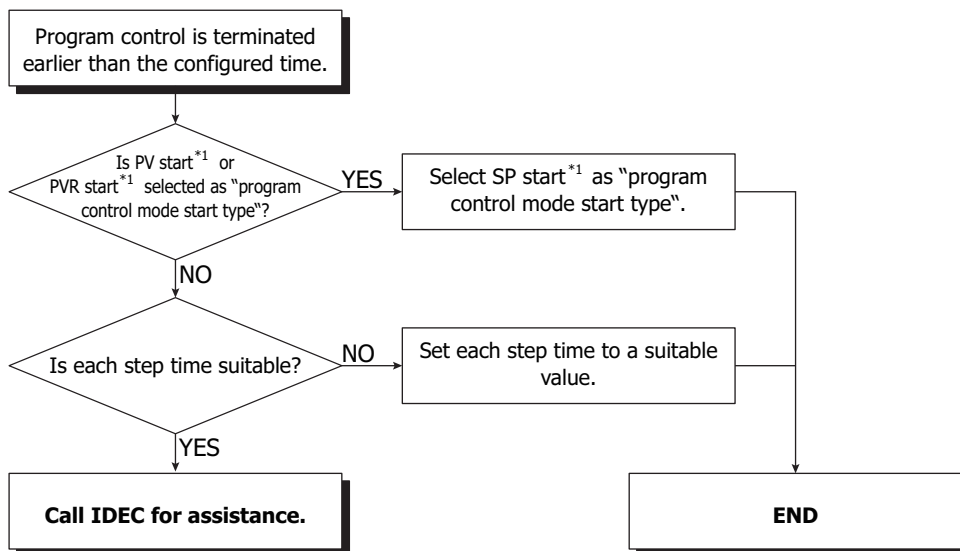 Program control is terminated
earlier than the configured time.
Is PV start*1 or
PVR start*1 selected as “program
control mode start type“?
YES
Select SP start*1 as “program
control mode start type“.
NO
Is each step time suitable?
NO
Set each step time to a suitable
value.
YES
Call IDEC for assistance.
END